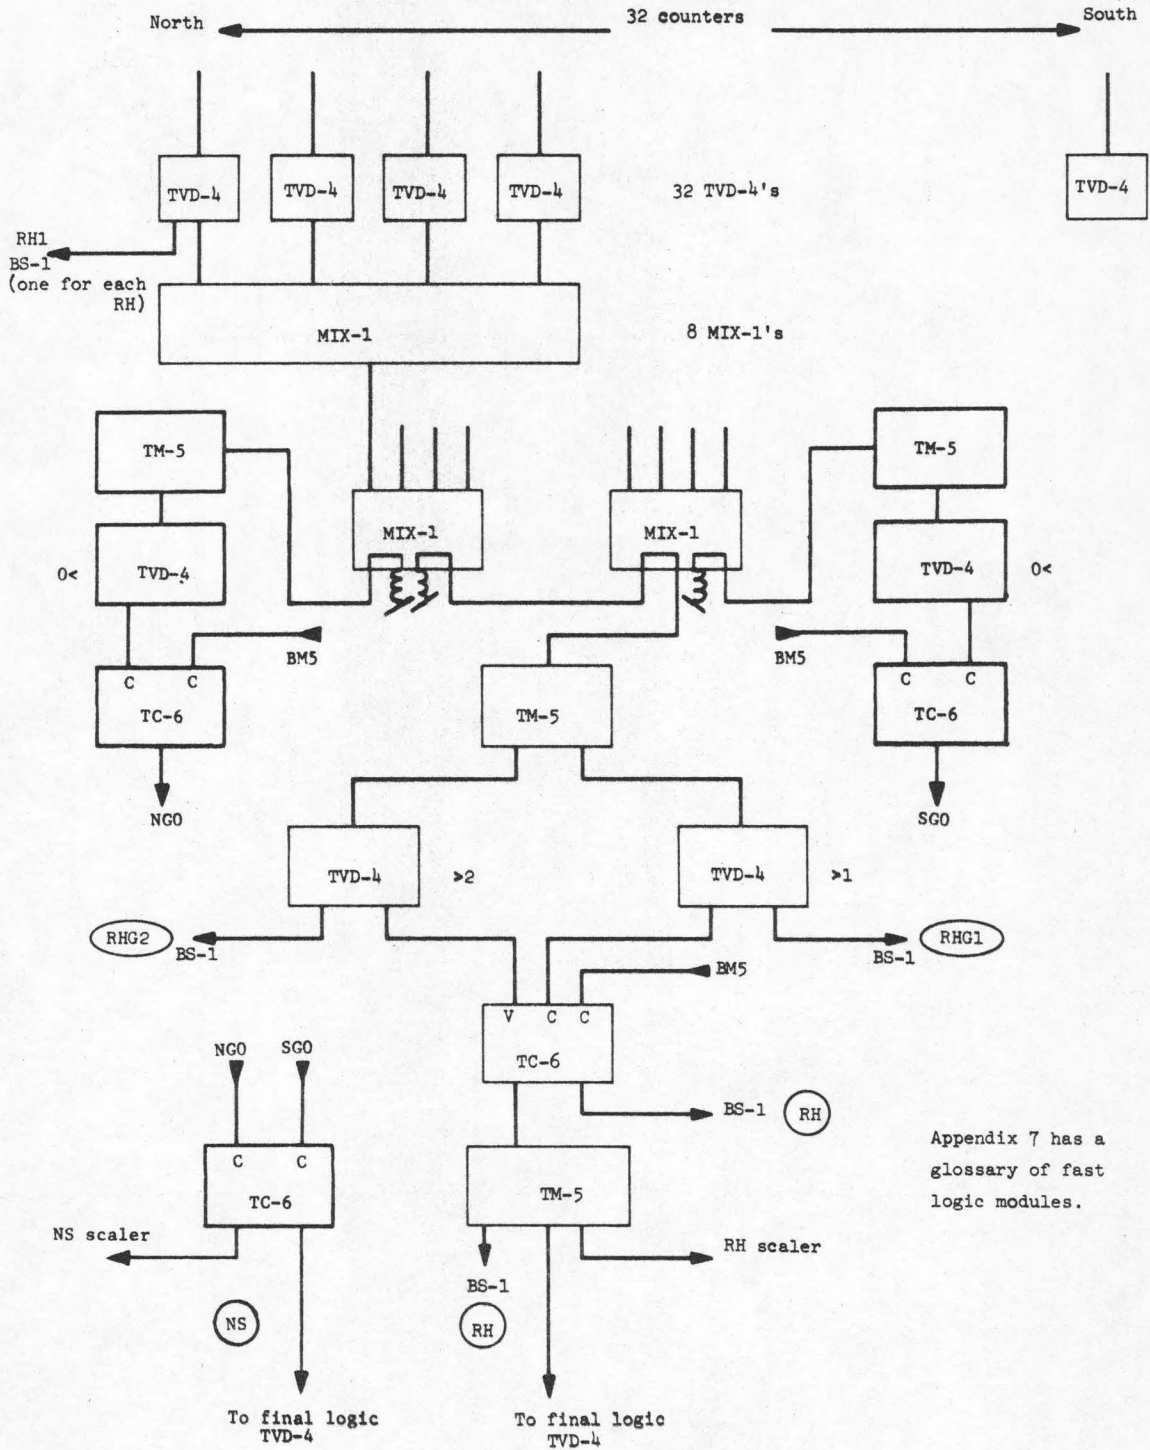 North
32 counters
South
TVD-4
TVD-4
TVD-4
TVD-4
32 TVD-4's
TVD-4
RH1
BS-1
(one for each
RH)
MIX-1
8 MIX-1's
TM-5
TM-5
MIX-1
MIX-1
0<
TVD-4
TVD-4
0<
BM5
BM5
C C
TC-6
C C
TC-6
TM-5
NGO
SGO
TVD-4
>2
TVD-4
>1
RHG2
BS-1
BS-1
RHG1
BM5
V C C
TC-6
NGO
SGO
BS-1
RH
C C
TC-6
TM-5
Appendix 7 has a
glossary of fast
logic modules.
NS scaler
RH scaler
BS-1
NS
RH
To final logic
TVD-4
To final logic
TVD-4